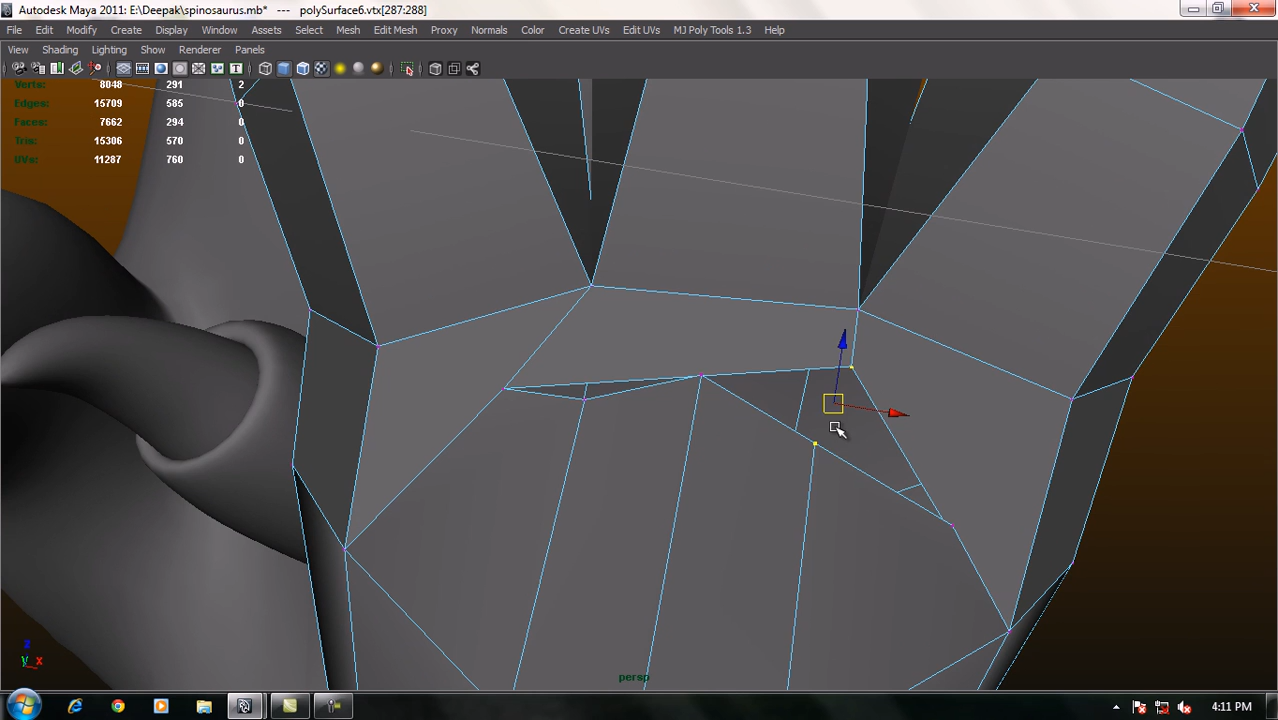 Autodesk Maya 2011: E:\Deepak\spinosaurus.mb* --- polySurface6.vtx[287:288]
File Edit Modify Create Display Window Assets Select Mesh Edit Mesh Proxy Normals Color Create UVs Edit UVs MJ Poly Tools 1.3 Help
View Shading Lighting Show Renderer Panels
Verts: 8048 291 2
Edges: 15709 585 0
Faces: 7662 294 0
Tris: 15306 570 0
UVs: 11287 760 0
z
y x
persp
4:11 PM